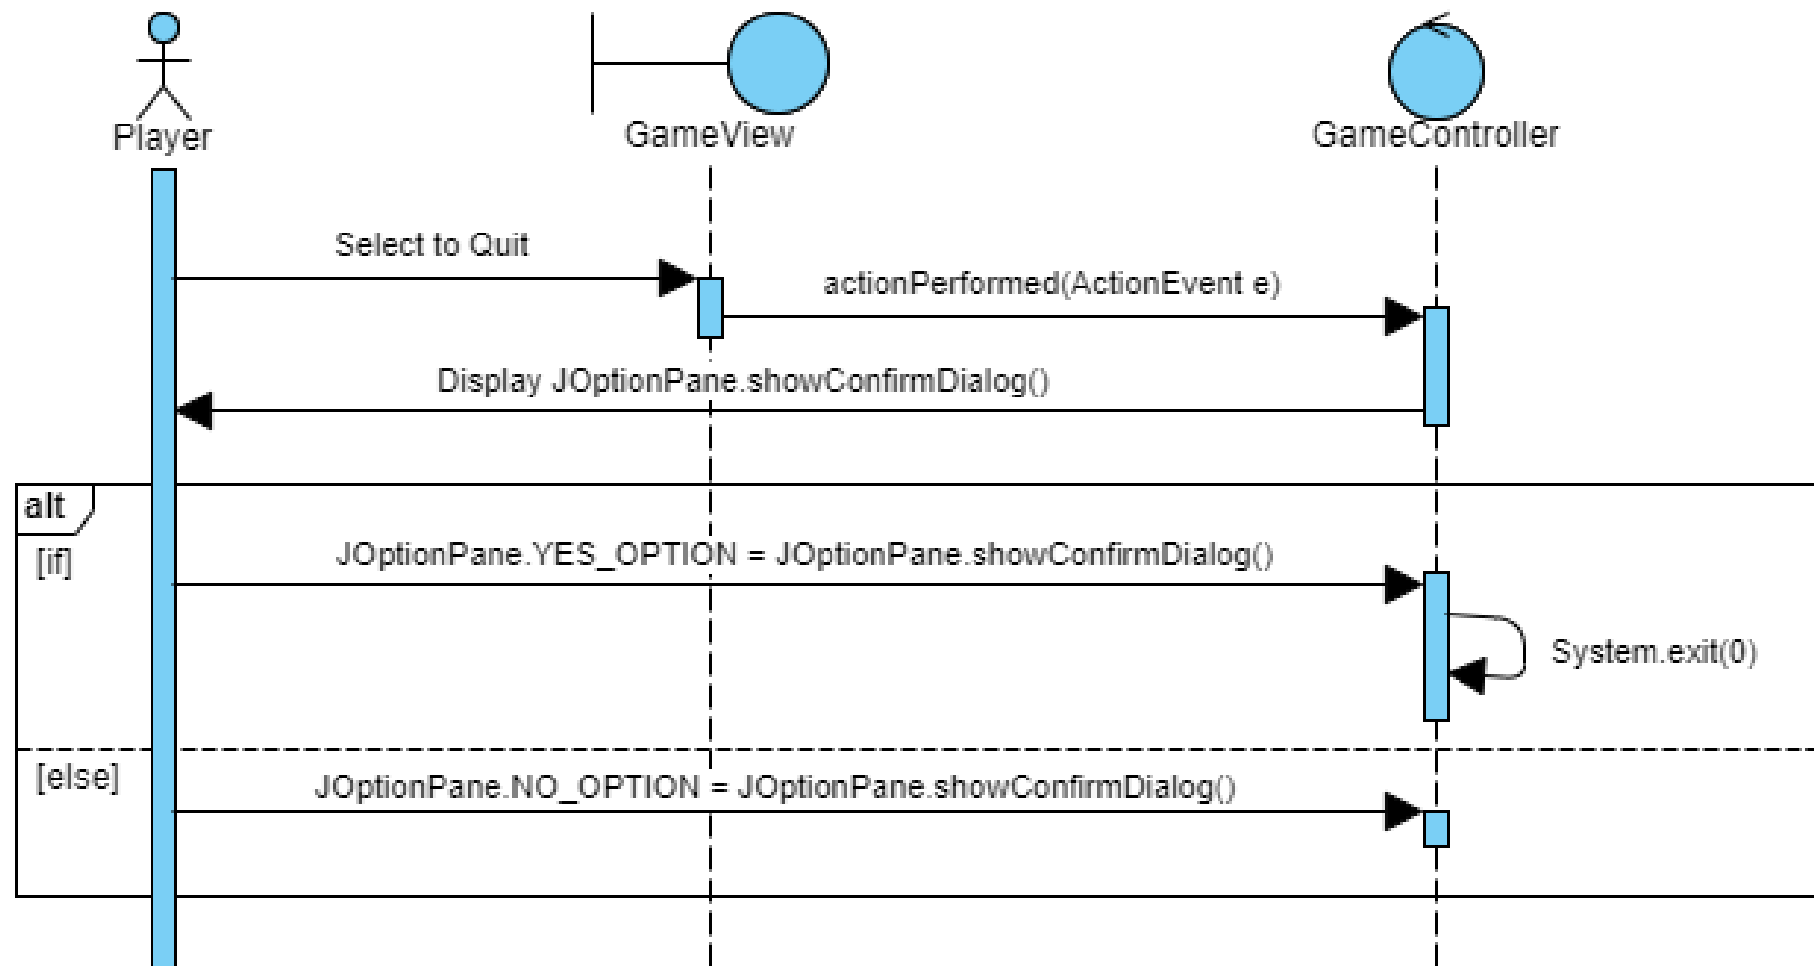 Player
GameView
GameController
Select to Quit
actionPerformed(ActionEvent e)
Display JOptionPane.showConfirmDialog()
alt
[if]
JOptionPane.YES_OPTION = JOptionPane.showConfirmDialog()
System.exit(0)
[else]
JOptionPane.NO_OPTION = JOptionPane.showConfirmDialog()